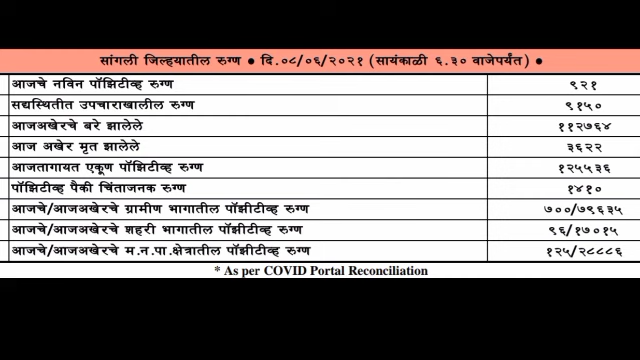 सांगली जिल्ह्यातील रुग्ण ● दि.०८/०६/२०२१ (सायंकाळी ६.३० वाजेपर्यंत) ●
आजचे नविन पॉझिटीव्ह रुग्ण ९२१
सद्यस्थितीत उपचाराखालील रुग्ण ९१५०
आजअखेरचे बरे झालेले ११२७६४
आज अखेर मृत झालेले ३६२२
आजतागायत एकूण पॉझिटीव्ह रुग्ण १२५५३६
पॉझिटीव्ह पैकी चिंताजनक रुग्ण १४१०
आजचे/आजअखेरचे ग्रामीण भागातील पॉझीटीव्ह रुग्ण ७००/७९६३५
आजचे/आजअखेरचे शहरी भागातील पॉझीटीव्ह रुग्ण ९६/१७०१५
आजचे/आजअखेरचे म.न.पा.क्षेत्रातील पॉझीटीव्ह रुग्ण १२५/२८८८६
* As per COVID Portal Reconciliation